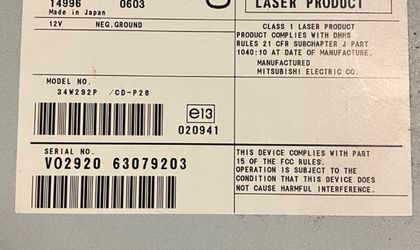 14996 0603
Made in Japan
LASER PRODUCT
12V NEG.GROUND
CLASS 1 LASER PRODUCT
PRODUCT COMPLIES WITH DHHS
RULES 21 CFR SUBCHAPTER J PART
1040:10 AT DATE OF MANUFACTURE.
MANUFACTURED
MITSUBISHI ELECTRIC CO.
MODEL NO.
34W292P /CD-P28
e13
020941
SERIAL NO.
V02920 63079203
THIS DEVICE COMPLIES WITH PART
15 OF THE FCC RULES.
OPERATION IS SUBJECT TO THE
CONDITION THAT THIS DEVICE DOES
NOT CAUSE HARMFUL INTERFERENCE.